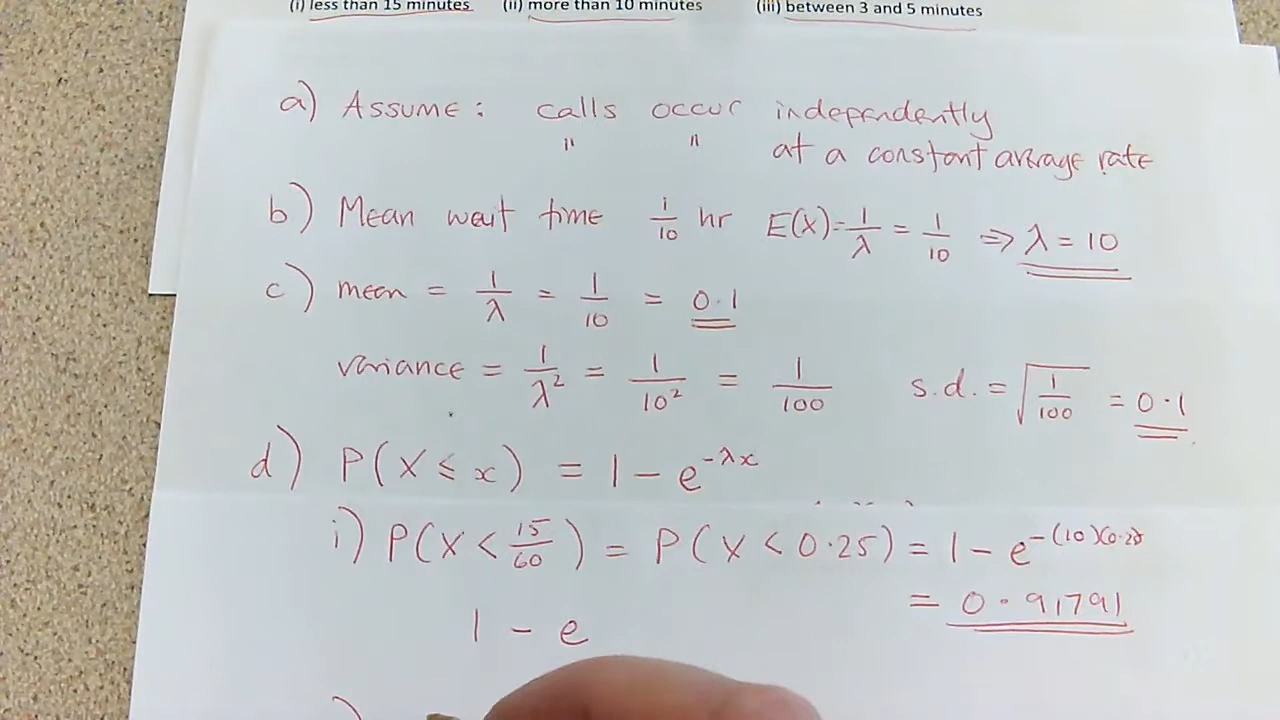 (i) less than 15 minutes (ii) more than 10 minutes (iii) between 3 and 5 minutes
a) Assume: calls occur independently
" " at a constant average rate
b) Mean wait time 1/10 hr E(X) = 1/λ = 1/10 ⇒ λ = 10
c) mean = 1/λ = 1/10 = 0.1
variance = 1/λ² = 1/10² = 1/100 s.d. = √(1/100) = 0.1
d) P(X ≤ x) = 1 − e^(−λx)
i) P(X < 15/60) = P(X < 0.25) = 1 − e^−(10)(0.25)
= 0.91791
1 − e